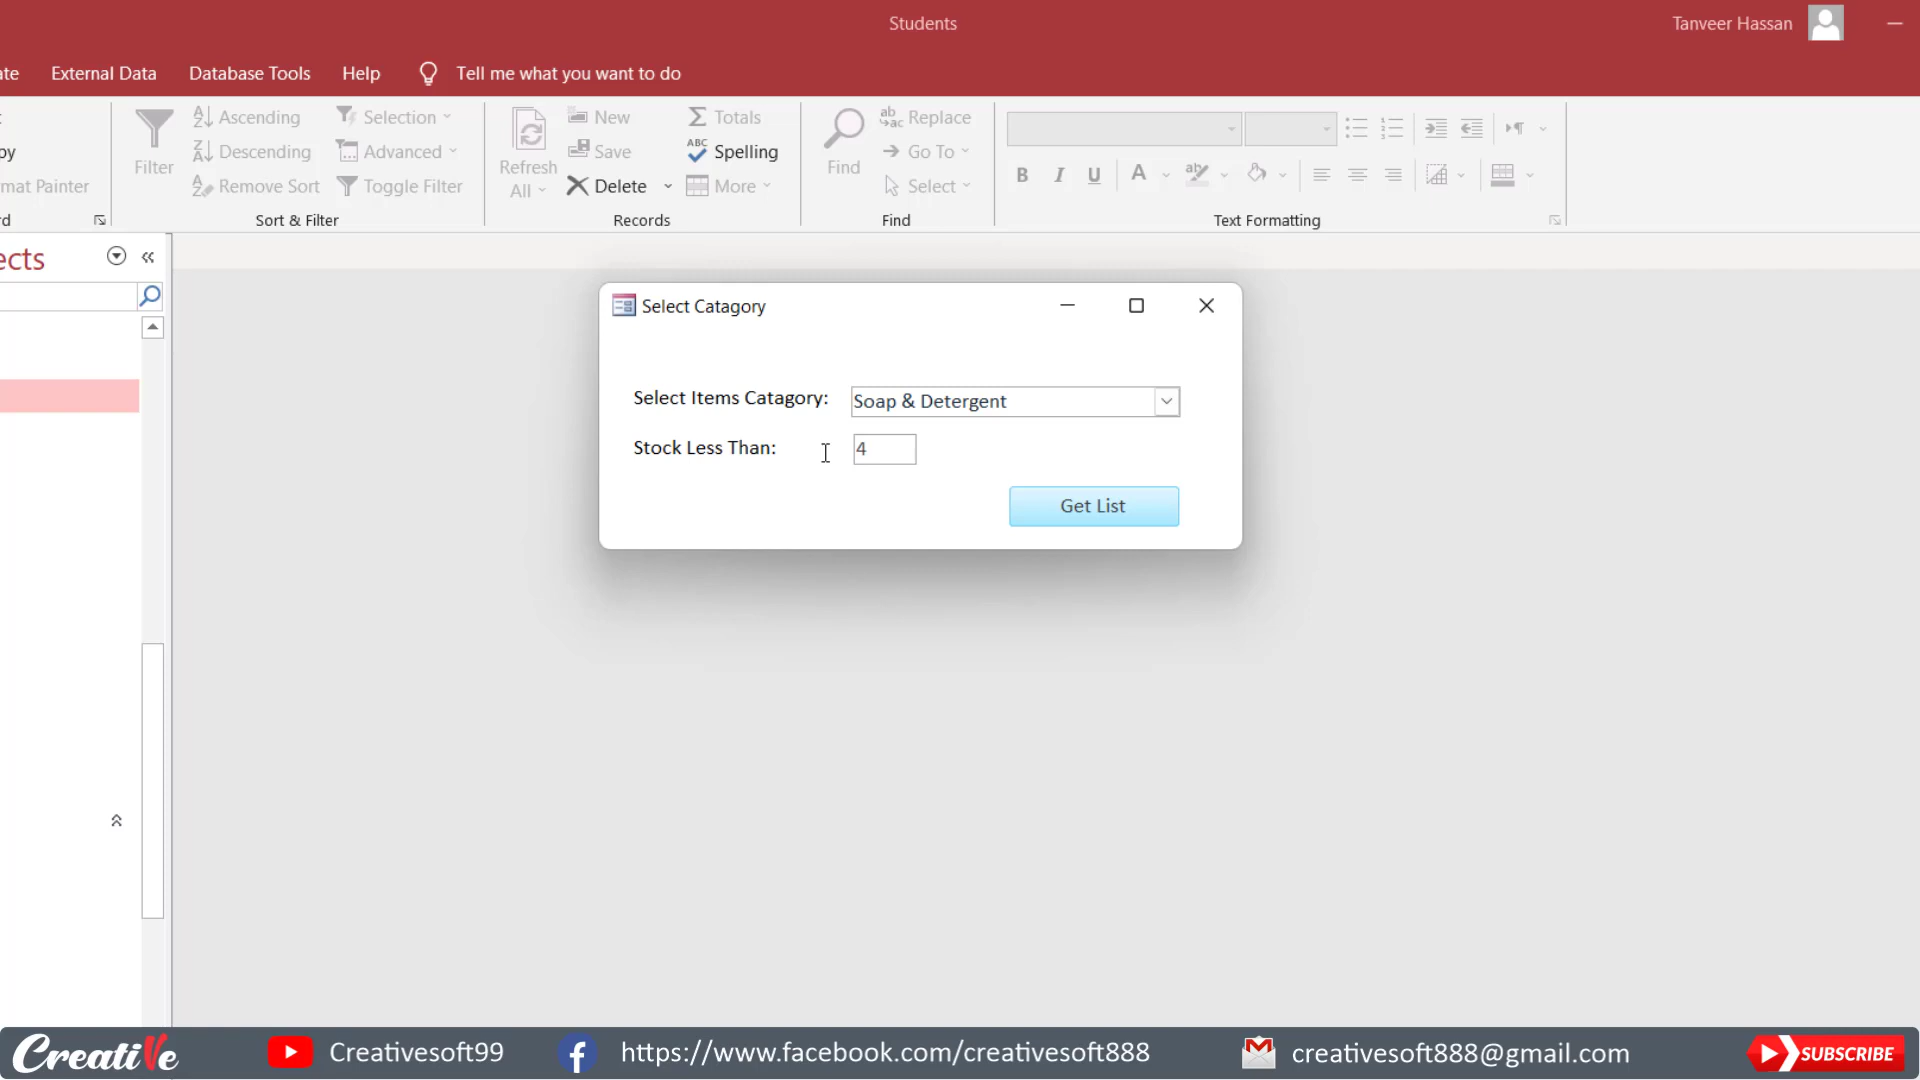 Students
Tanveer Hassan
ate External Data Database Tools Help Tell me what you want to do
Ascending Selection New Totals Replace
py Descending Advanced Save Spelling Go To
mat Painter Filter Remove Sort Toggle Filter Refresh All Delete More Find Select
B I U A
rd Sort & Filter Records Find Text Formatting
ects
Select Catagory
Select Items Catagory: Soap & Detergent
Stock Less Than: 4
Get List
Creative Creativesoft99 https://www.facebook.com/creativesoft888 creativesoft888@gmail.com SUBSCRIBE